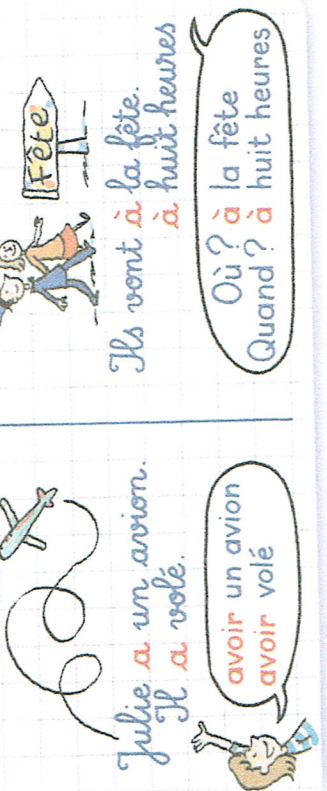 Julie a un avion.
Il a volé.
avoir un avion
avoir volé
Fête
Ils vont à la fête.
à huit heures
Où ? à la fête
Quand ? à huit heures